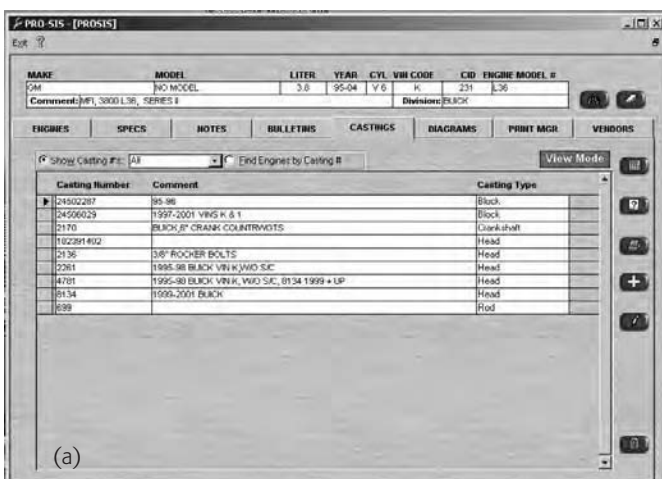 PRO-SIS - [PROSIS]
Exit ?
MAKE MODEL LITER YEAR CYL VIN CODE CID ENGINE MODEL #
GM NO MODEL 3.8 95-04 V 6 K 231 L36
Comment: MFI, 3800 L36, SERIES II Division: BUICK
ENGINES SPECS NOTES BULLETINS CASTINGS DIAGRAMS PRINT MGR VENDORS
Show Casting #'s: All Find Engines by Casting # View Mode
Casting Number Comment Casting Type
24502287 95-96 Block
24506029 1997-2001 VINS K & 1 Block
2170 BUICK,6" CRANK COUNTRWGTS Crankshaft
102391402 Head
2136 3/8" ROCKER BOLTS Head
2261 1995-98 BUICK VIN K,W/O S/C Head
4781 1995-98 BUICK VIN K, W/O S/C, 8134 1999 + UP Head
8134 1999-2001 BUICK Head
699 Rod
(a)